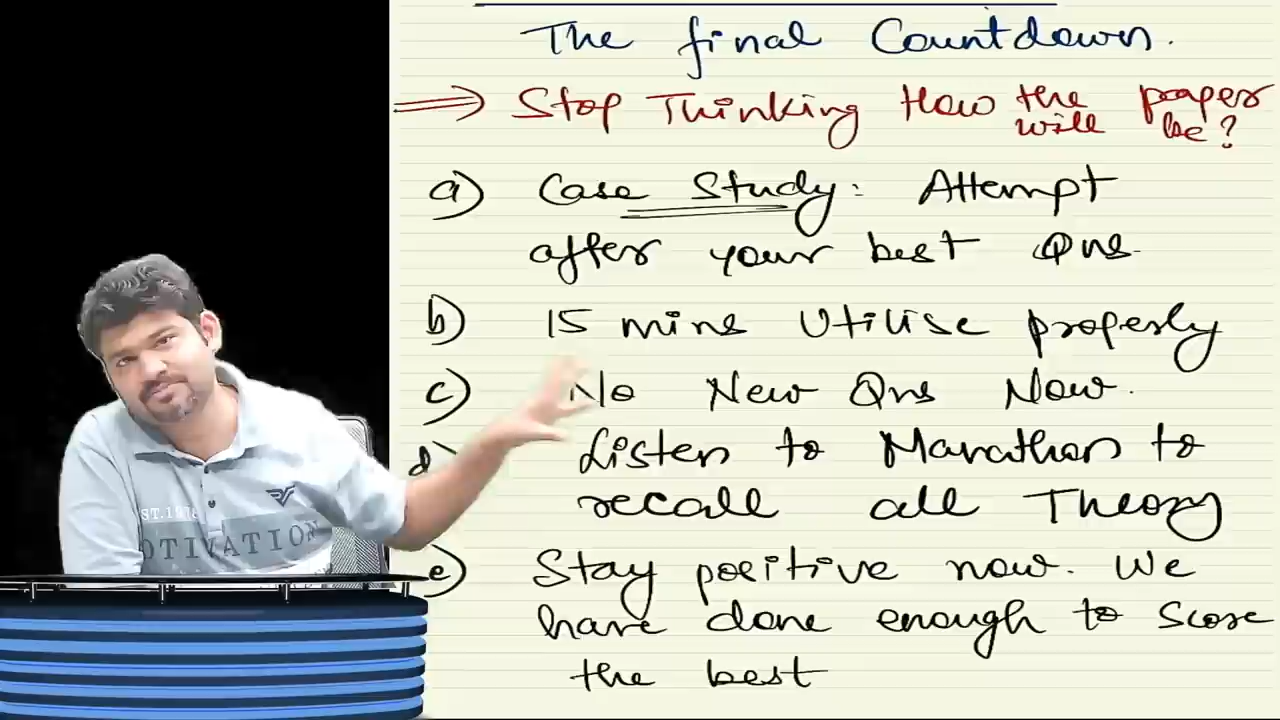 The final Countdown.
⇒ Stop Thinking How the paper
will be?
a) Case Study: Attempt
after your best Qns.
b) 15 mins Utilise properly
c) No New Qns Now.
d) Listen to Marathon to
recall all Theory
e) Stay positive now. We
have done enough to score
the best
EST.1978
OTIVATION